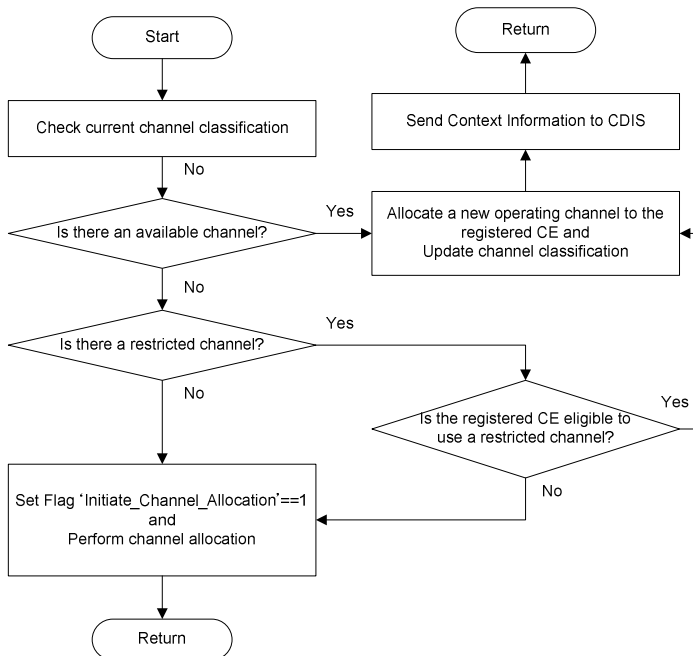 Start
Check current channel classification
No
Is there an available channel?
Yes
No
Is there a restricted channel?
Yes
No
Set Flag ‘Initiate_Channel_Allocation’==1
and
Perform channel allocation
Return
Return
Send Context Information to CDIS
Allocate a new operating channel to the
registered CE and
Update channel classification
Is the registered CE eligible to
use a restricted channel?
Yes
No